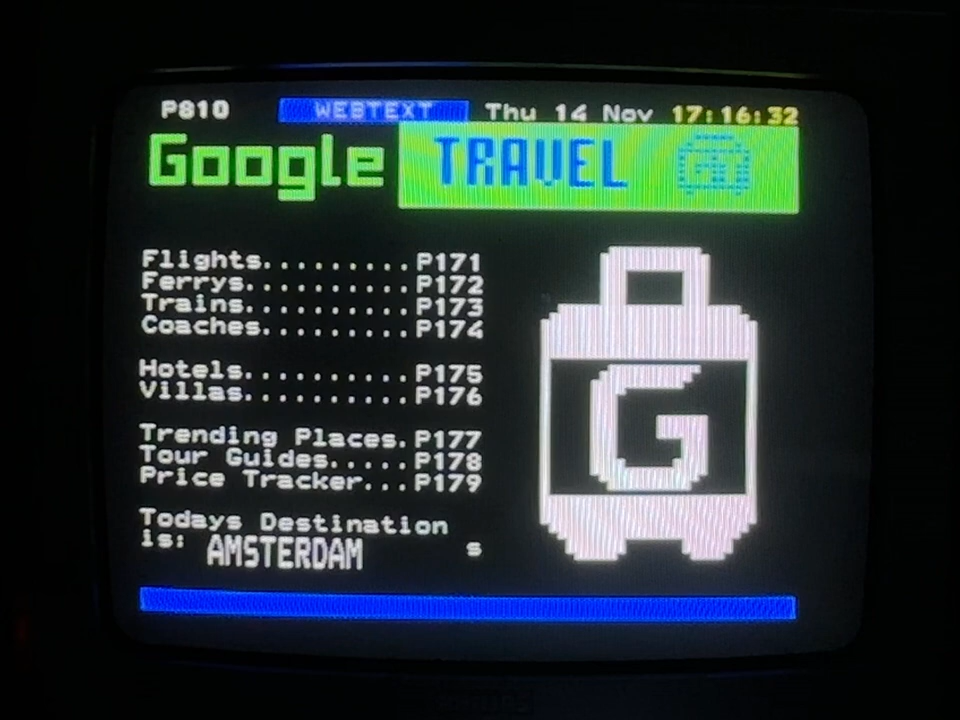 P810 WEBTEXT Thu 14 Nov 17:16:32
Google TRAVEL
Flights.........P171
Ferrys..........P172
Trains..........P173
Coaches.........P174
Hotels..........P175
Villas..........P176
Trending Places.P177
Tour Guides.....P178
Price Tracker...P179
Todays Destination
is: AMSTERDAM s
G